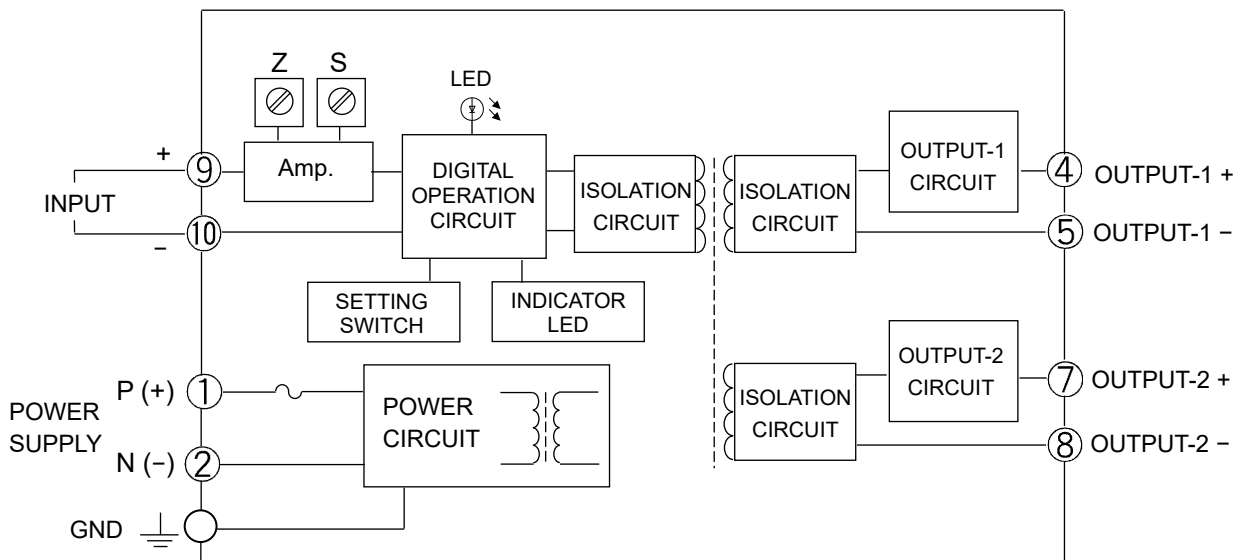 Z
S
LED
+
9
Amp.
DIGITAL
OPERATION
CIRCUIT
ISOLATION
CIRCUIT
ISOLATION
CIRCUIT
OUTPUT-1
CIRCUIT
4
OUTPUT-1 +
INPUT
−
10
5
OUTPUT-1 −
SETTING
SWITCH
INDICATOR
LED
POWER
SUPPLY
P (+)
1
N (−)
2
POWER
CIRCUIT
ISOLATION
CIRCUIT
OUTPUT-2
CIRCUIT
7
OUTPUT-2 +
8
OUTPUT-2 −
GND